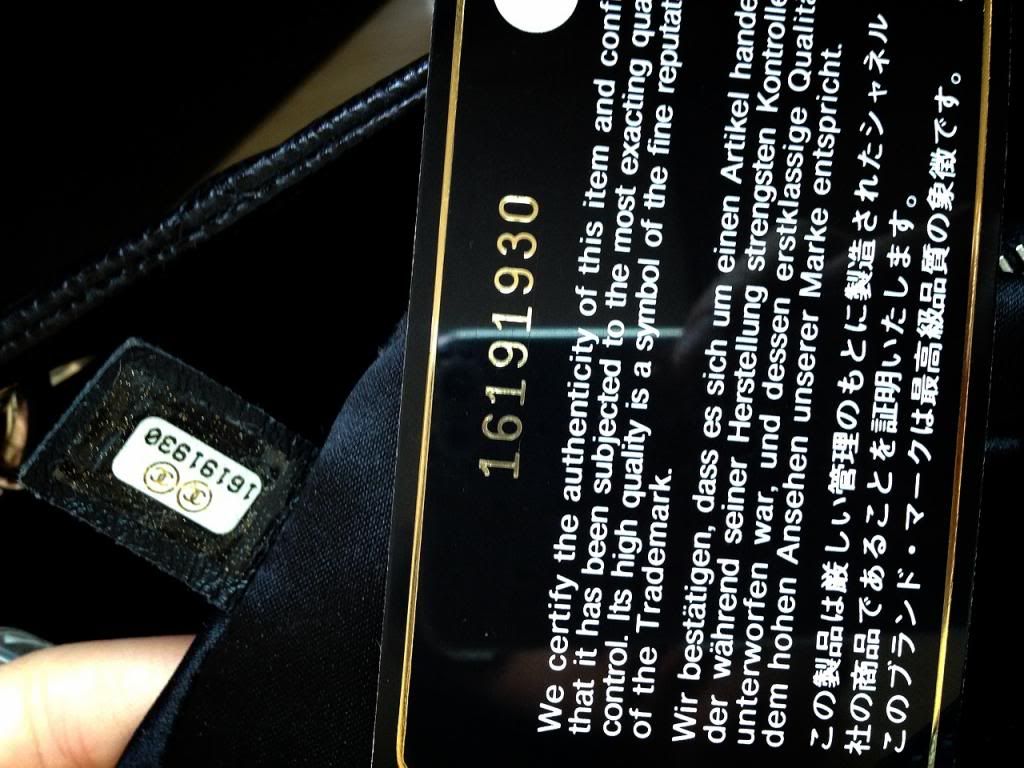 16191930
16191930
We certify the authenticity of this item and conf
that it has been subjected to the most exacting qua
control. Its high quality is a symbol of the fine reputat
of the Trademark.
Wir bestätigen, dass es sich um einen Artikel hande
der während seiner Herstellung strengsten Kontrolle
unterworfen war, und dessen erstklassige Qualitä
dem hohen Ansehen unserer Marke entspricht.
この製品は厳しい管理のもとに製造されたシャネル
社の商品であることを証明いたします。
このブランド・マークは最高級品質の象徴です。